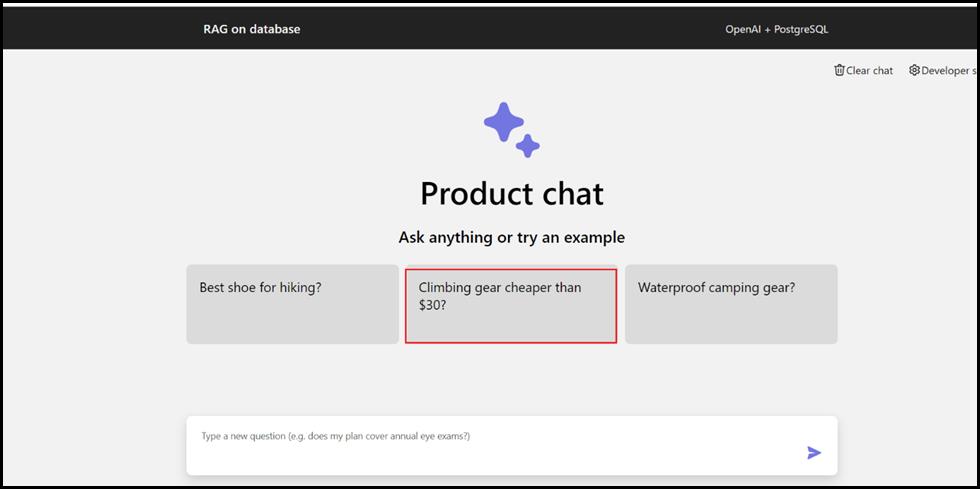 RAG on database
OpenAI + PostgreSQL
Clear chat
Developer s
Product chat
Ask anything or try an example
Best shoe for hiking?
Climbing gear cheaper than
$30?
Waterproof camping gear?
Type a new question (e.g. does my plan cover annual eye exams?)